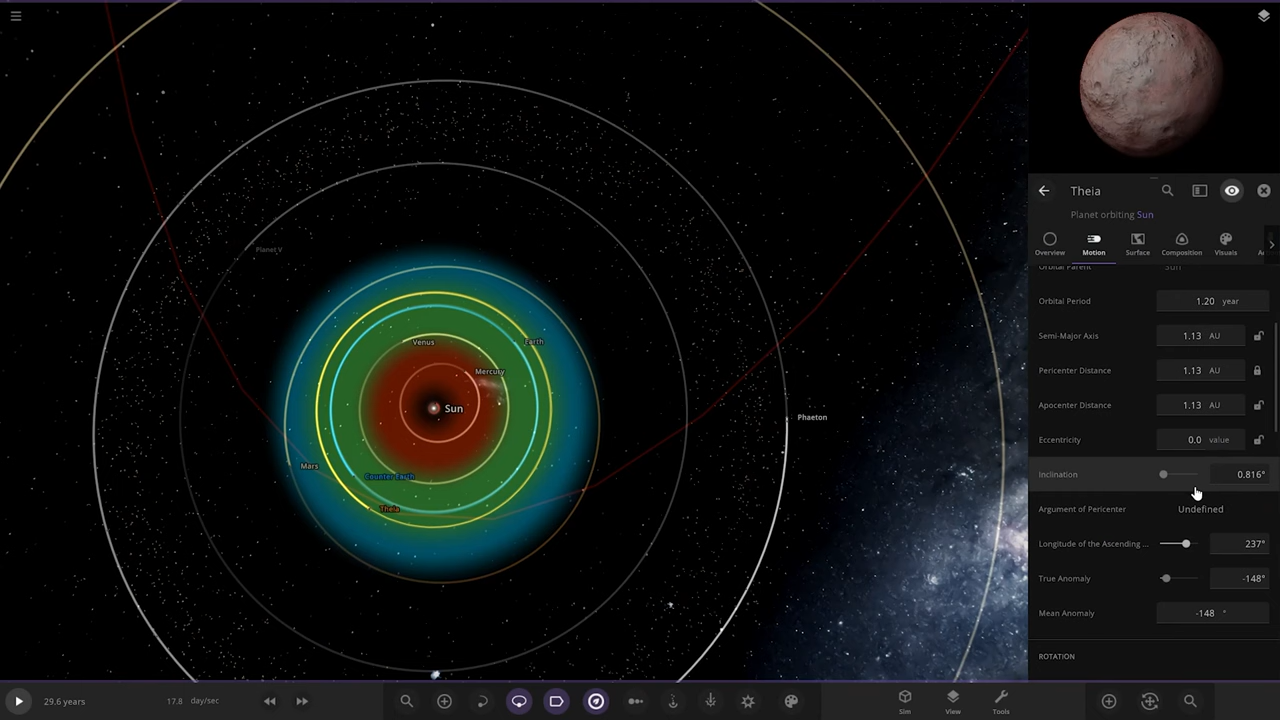 Planet V
Venus
Earth
Mercury
Sun
Phaeton
Mars
Counter Earth
Theia
Theia
Planet orbiting Sun
Overview
Motion
Surface
Composition
Visuals
Orbital Parent Sun
Orbital Period 1.20 year
Semi-Major Axis 1.13 AU
Pericenter Distance 1.13 AU
Apocenter Distance 1.13 AU
Eccentricity 0.0 value
Inclination 0.816°
Argument of Pericenter Undefined
Longitude of the Ascending ... 237°
True Anomaly -148°
Mean Anomaly -148 °
ROTATION
29.6 years
17.8 day/sec
Sim
View
Tools